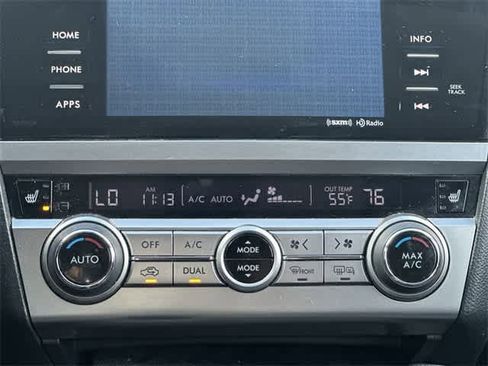 HOME
PHONE
APPS
INFO
SEEK
TRACK
((sxm)) HD Radio
LO
AM
11:13
A/C AUTO
OUT TEMP
55°F
76
AUTO
OFF
A/C
MODE
MODE
DUAL
FRONT
MAX
A/C